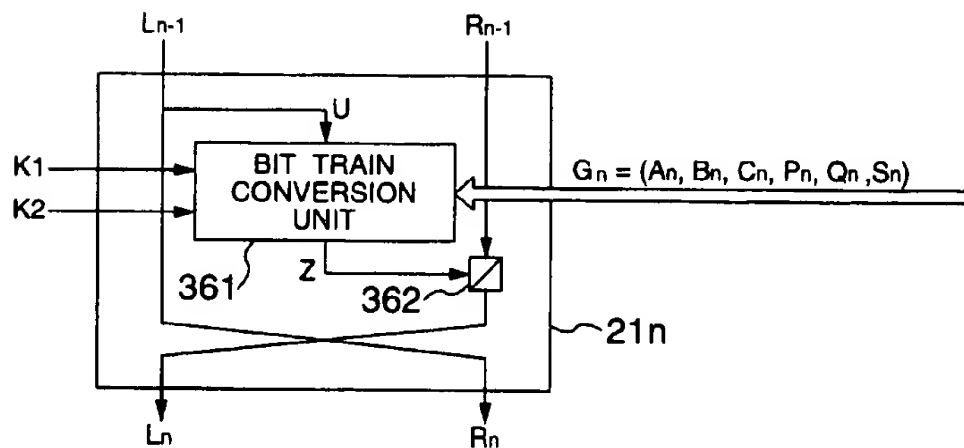 Ln-1
Rn-1
U
K1
K2
BIT TRAIN
CONVERSION
UNIT
Gn = (An, Bn, Cn, Pn, Qn ,Sn)
361
Z
362
21n
Ln
Rn